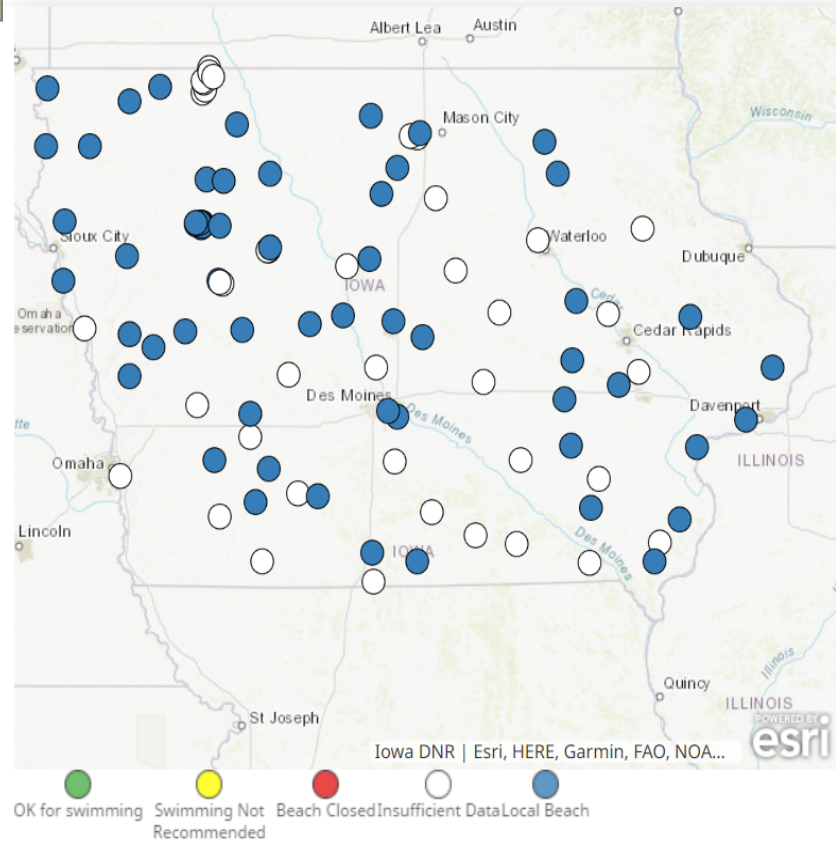 Albert Lea
Austin
Mason City
Wisconsin
Sioux City
Waterloo
Dubuque
IOWA
Omaha
eservation
Cedar
Cedar Rapids
Des Moines
Des Moines
Davenport
tte
Omaha
ILLINOIS
Lincoln
Des Moines
IOWA
Quincy
Illinois
ILLINOIS
St Joseph
POWERED BY
esri
Iowa DNR | Esri, HERE, Garmin, FAO, NOA...
OK for swimming
Swimming Not
Recommended
Beach Closed
Insufficient Data
Local Beach